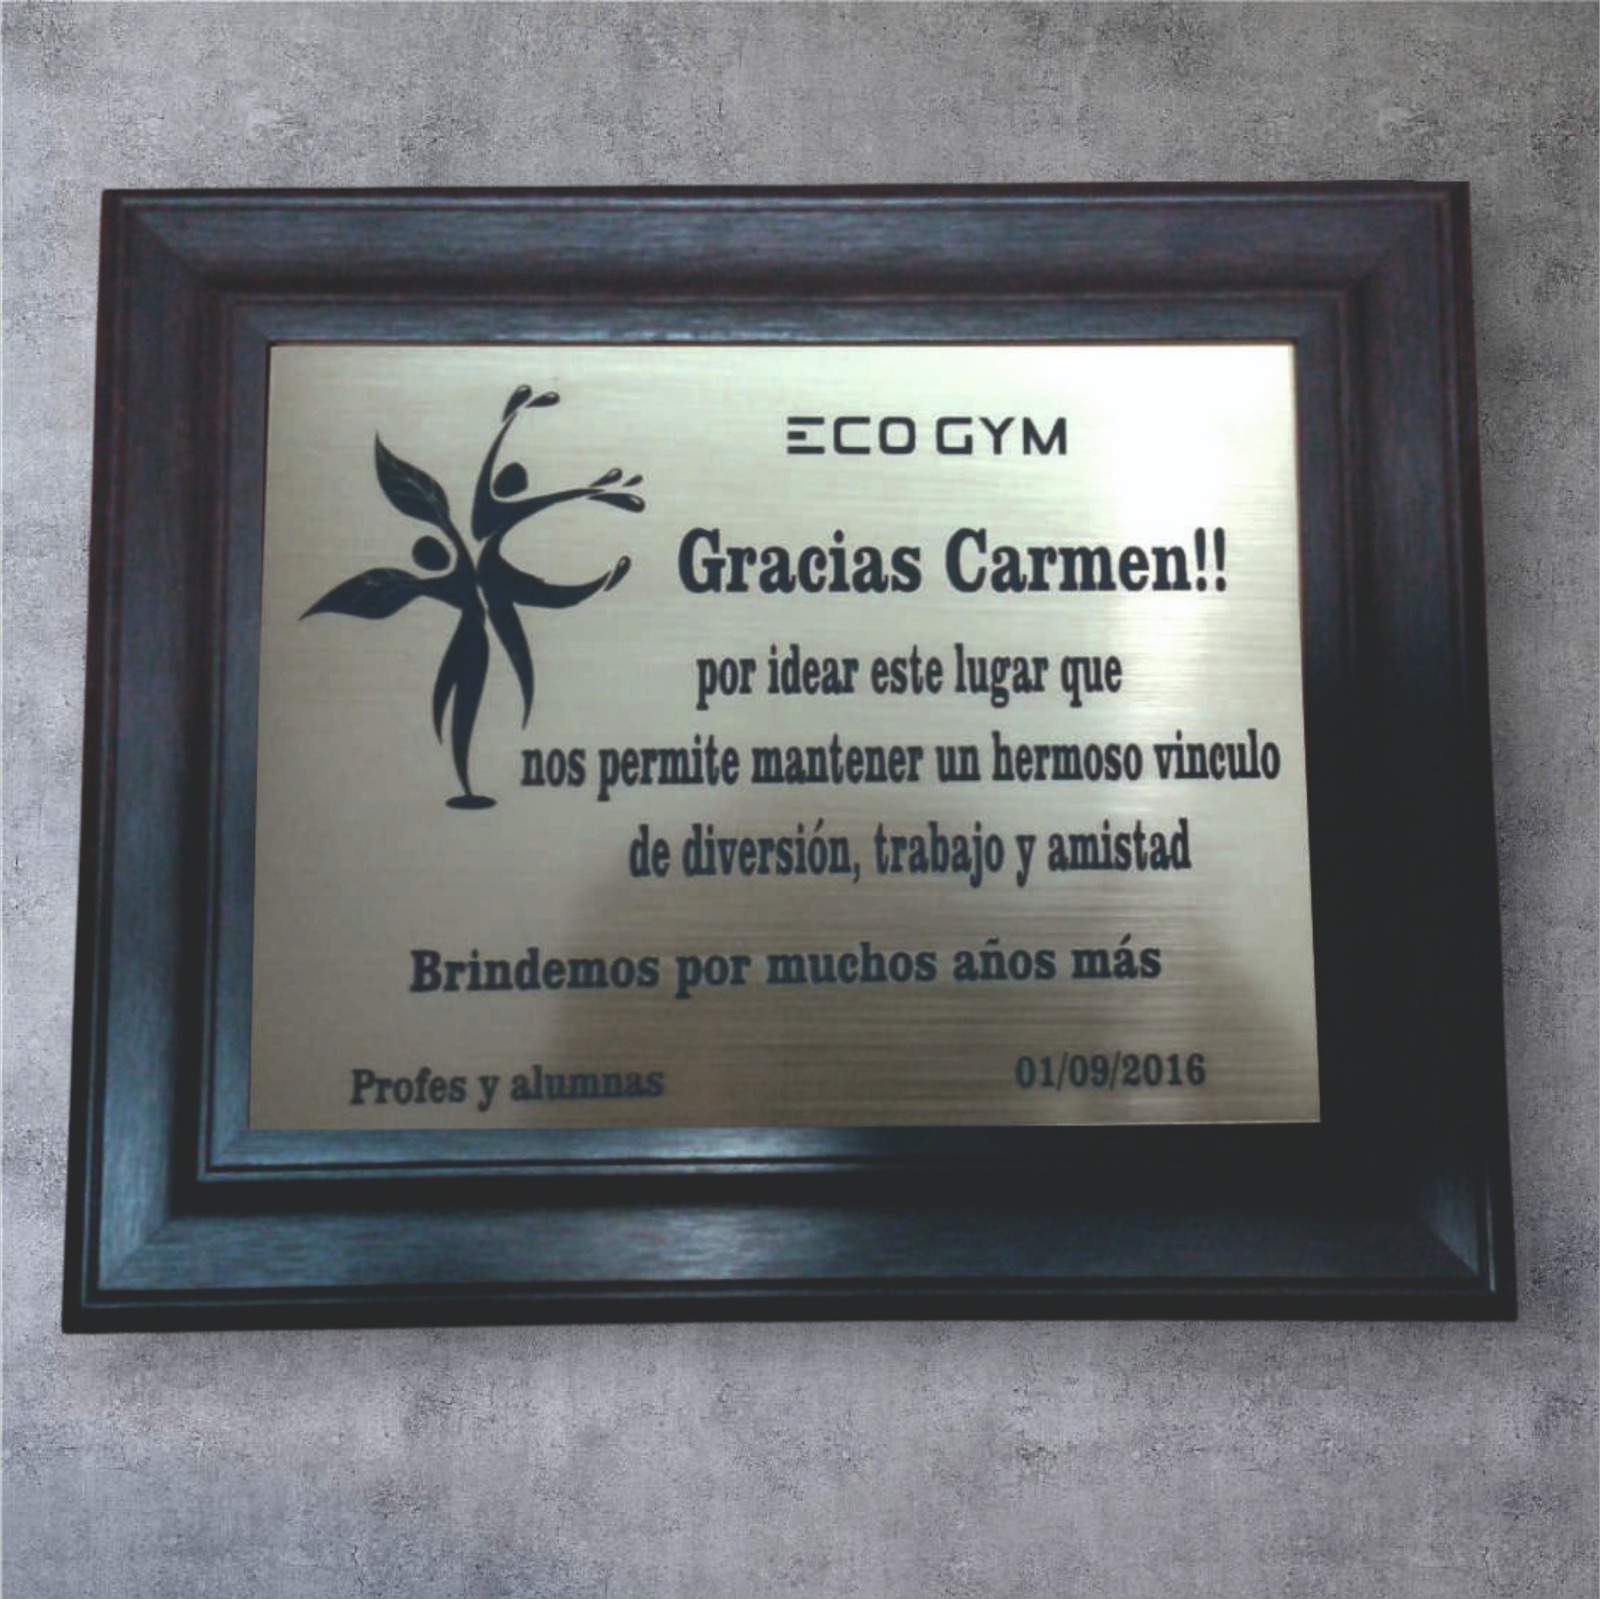 ECO GYM
Gracias Carmen!!
por idear este lugar que
nos permite mantener un hermoso vinculo
de diversión, trabajo y amistad
Brindemos por muchos años más
Profes y alumnas
01/09/2016